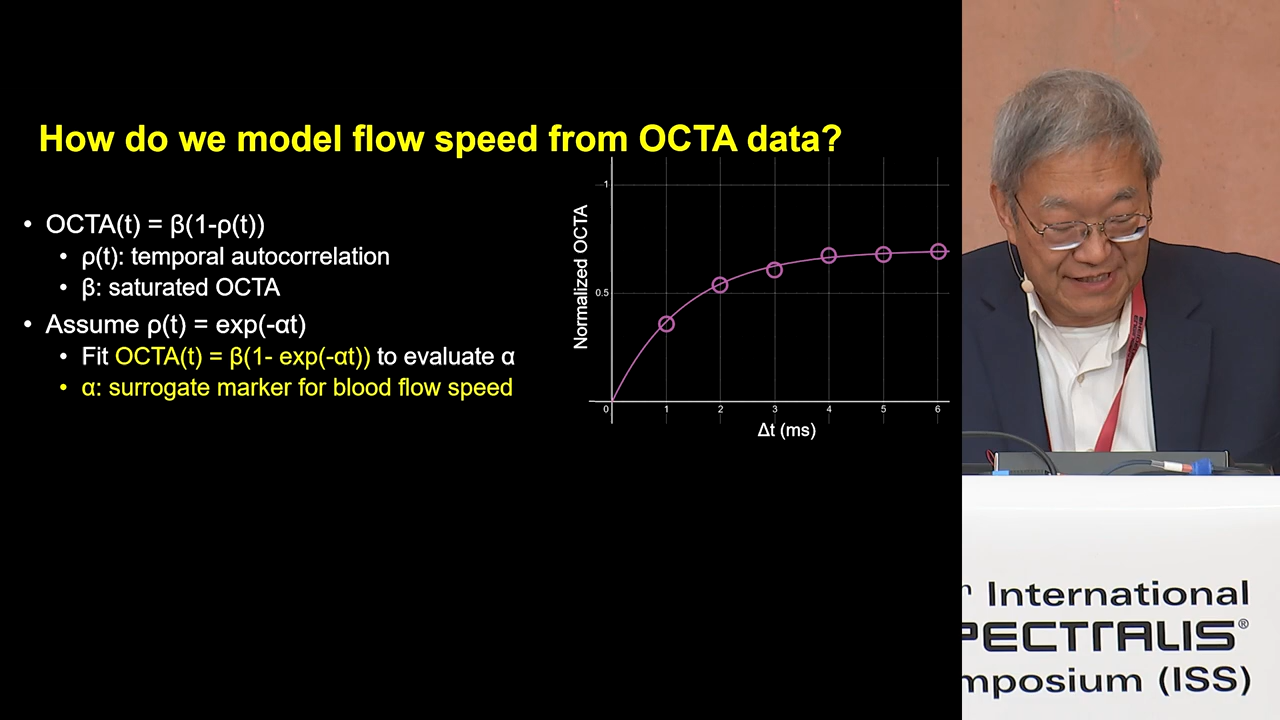 How do we model flow speed from OCTA data?
• OCTA(t) = β(1-ρ(t))
• ρ(t): temporal autocorrelation
• β: saturated OCTA
• Assume ρ(t) = exp(-αt)
• Fit OCTA(t) = β(1- exp(-αt)) to evaluate α
• α: surrogate marker for blood flow speed
Normalized OCTA
1
0.5
0 1 2 3 4 5 6
Δt (ms)
International
PECTRALIS®
mposium (ISS)